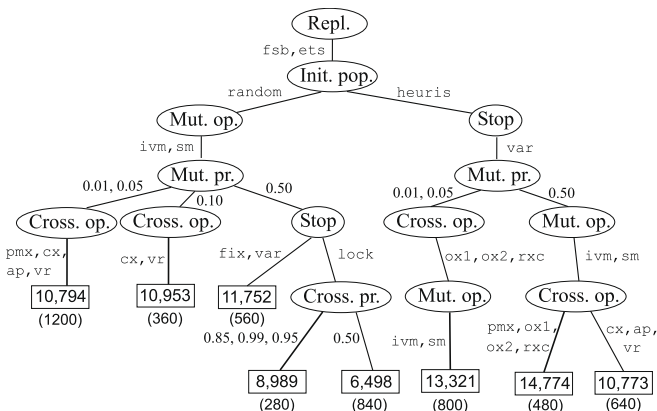 Repl.
fsb,ets
Init. pop.
random
heuris
Mut. op.
Stop
ivm,sm
var
Mut. pr.
Mut. pr.
0.01, 0.05
0.10
0.50
0.01, 0.05
0.50
Cross. op.
Cross. op.
Stop
Cross. op.
Mut. op.
pmx,cx,
ap,vr
cx,vr
fix,var
lock
ox1,ox2,rxc
ivm,sm
10,794
(1200)
10,953
(360)
11,752
(560)
Cross. pr.
Mut. op.
Cross. op.
0.85, 0.99, 0.95
0.50
ivm,sm
pmx,ox1,
ox2,rxc
cx,ap,
vr
8,989
(280)
6,498
(840)
13,321
(800)
14,774
(480)
10,773
(640)